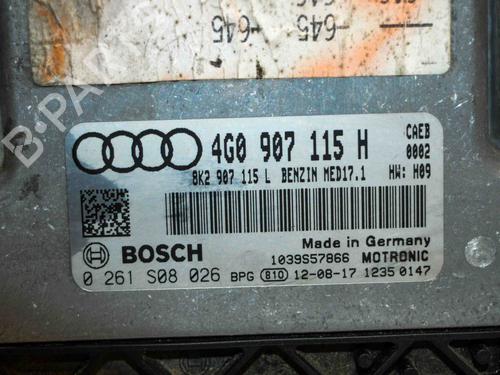 -645 -645
4G0 907 115 H CAEB
8K2 907 115 L BENZIN MED17.1 0002
HW: H09
Made in Germany
BOSCH 1039S57866 MOTRONIC
0 261 S08 026 BPG 810 12-08-17 1235 0147
B-PARTS